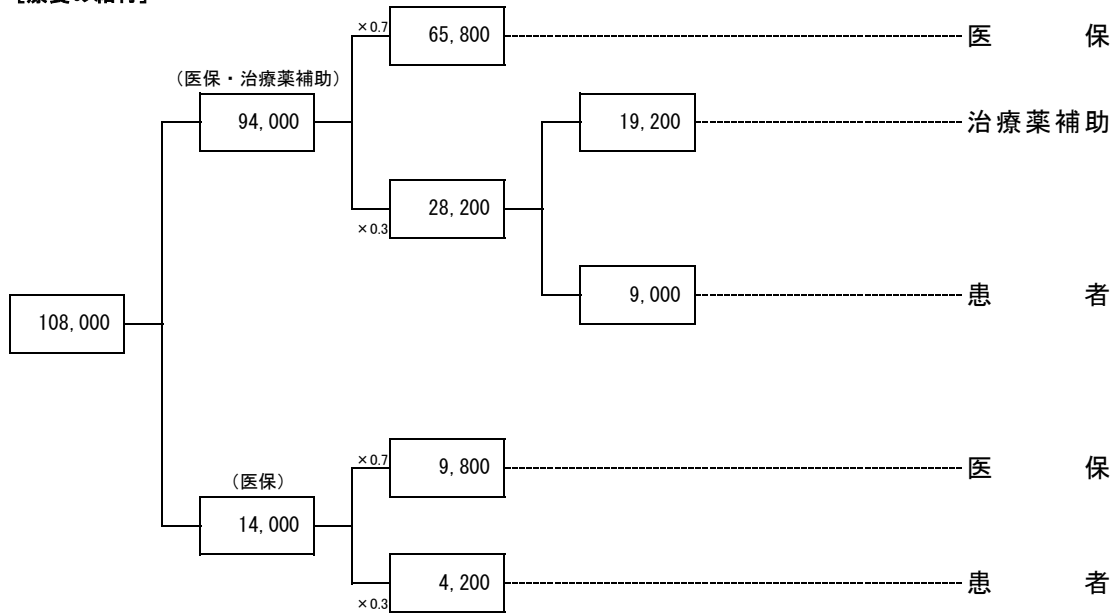 ×0.7
65,800
医保
(医保・治療薬補助)
94,000
19,200
治療薬補助
28,200
×0.3
9,000
患者
108,000
×0.7
9,800
医保
(医保)
14,000
4,200
患者
×0.3